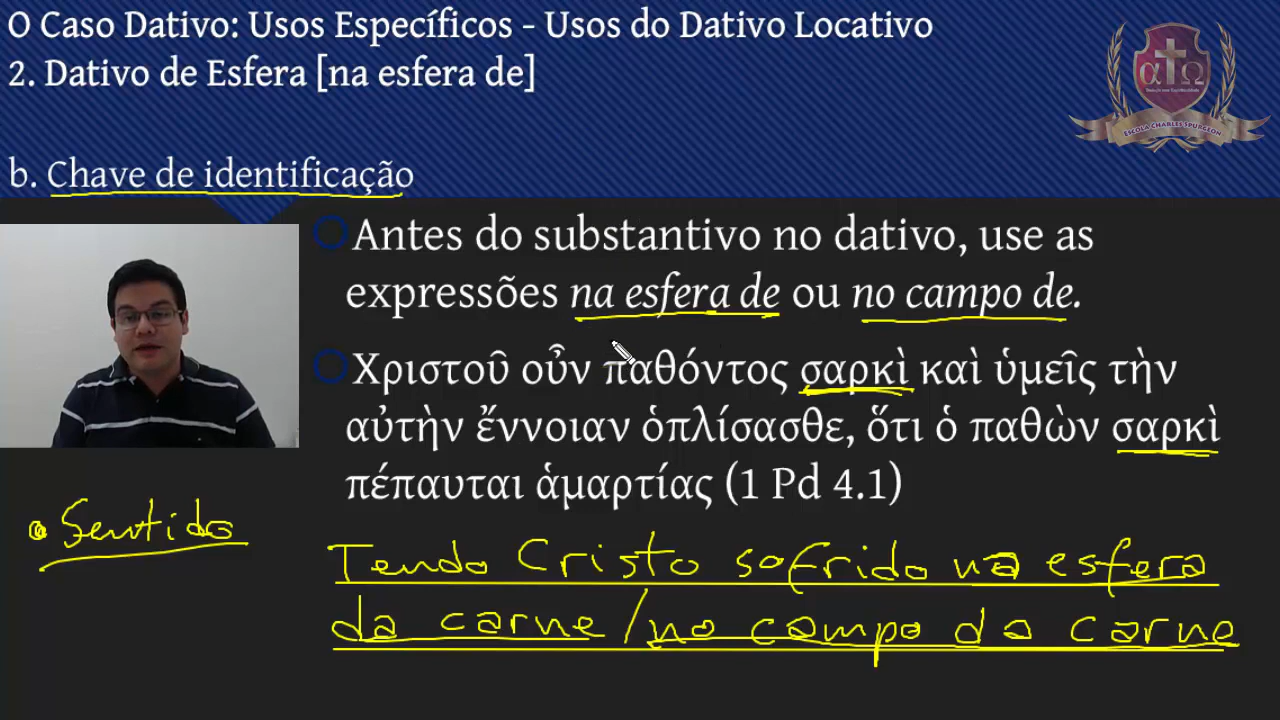 O Caso Dativo: Usos Específicos - Usos do Dativo Locativo
2. Dativo de Esfera [na esfera de]
α Ω
ESCOLA CHARLES SPURGEON
b. Chave de identificação
Antes do substantivo no dativo, use as
expressões na esfera de ou no campo de.
Χριστοῦ οὖν παθόντος σαρκὶ καὶ ὑμεῖς τὴν
αὐτὴν ἔννοιαν ὁπλίσασθε, ὅτι ὁ παθὼν σαρκὶ
πέπαυται ἁμαρτίας (1 Pd 4.1)
Sentido
Tendo Cristo sofrido na esfera
da carne / no campo da carne